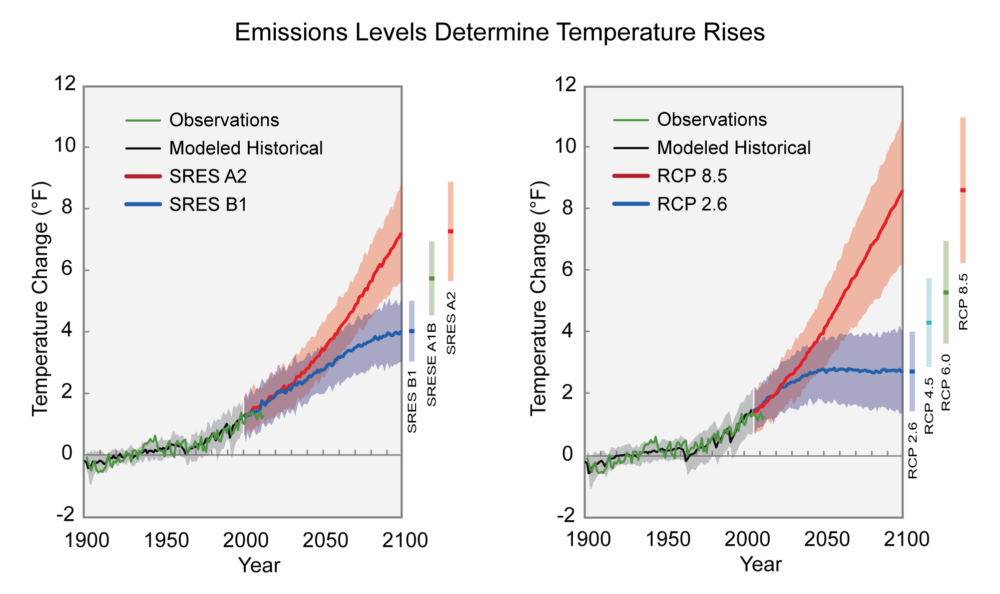 Emissions Levels Determine Temperature Rises
12
10
8
6
4
2
0
-2
Temperature Change (°F)
Observations
Modeled Historical
SRES A2
SRES B1
1900 1950 2000 2050 2100
Year
SRES B1
SRESE A1B
SRES A2
12
10
8
6
4
2
0
-2
Temperature Change (°F)
Observations
Modeled Historical
RCP 8.5
RCP 2.6
1900 1950 2000 2050 2100
Year
RCP 2.6
RCP 4.5
RCP 6.0
RCP 8.5